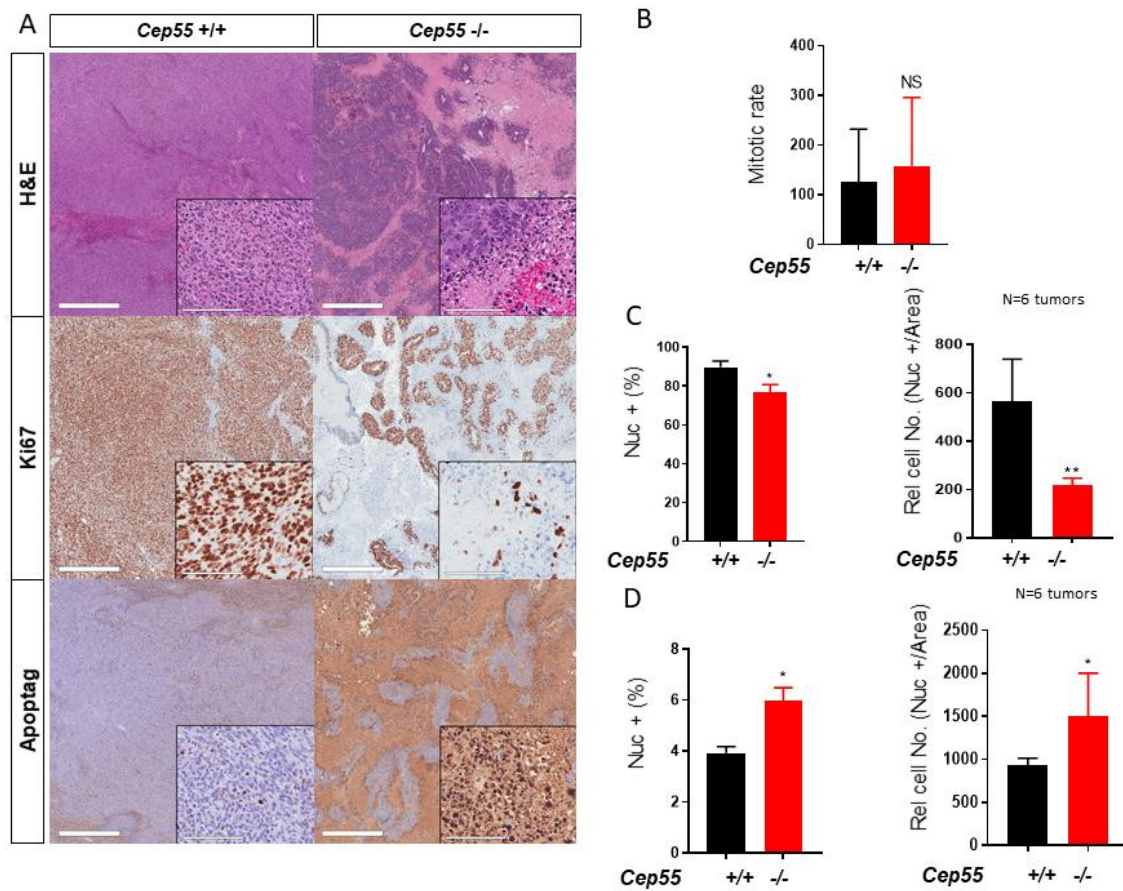 A
Cep55 +/+
Cep55 -/-
H&E
Ki67
Apoptag
B
Mitotic rate
400
300
200
100
0
NS
Cep55 +/+ -/-
C
Nuc + (%)
100
80
60
40
20
0
*
Cep55 +/+ -/-
N=6 tumors
Rel cell No. (Nuc +/Area)
800
600
400
200
0
**
Cep55 +/+ -/-
D
Nuc + (%)
8
6
4
2
0
*
Cep55 +/+ -/-
N=6 tumors
Rel cell No. (Nuc +/Area)
2500
2000
1500
1000
500
0
*
Cep55 +/+ -/-